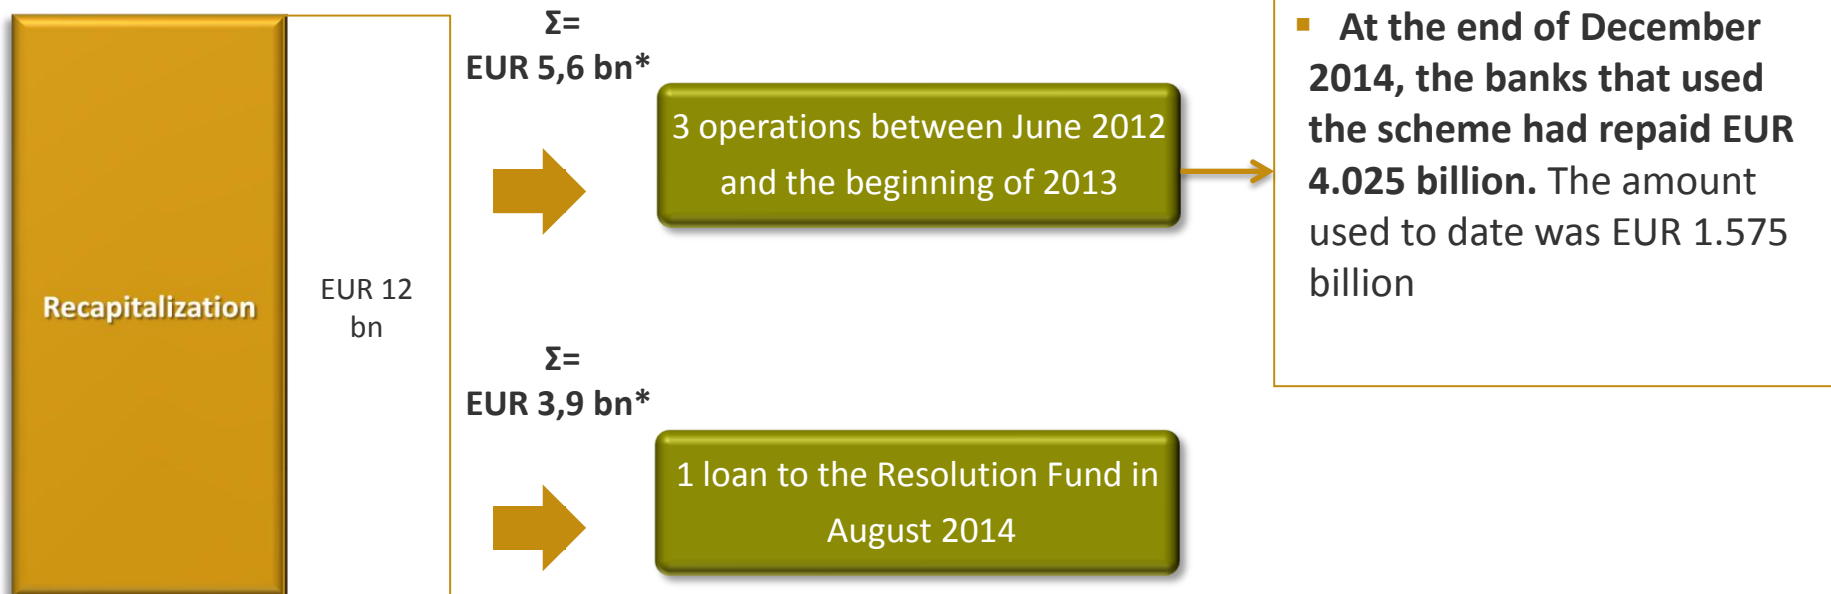 Recapitalization
EUR 12
bn
Σ=
EUR 5,6 bn*
3 operations between June 2012
and the beginning of 2013
▪ At the end of December
2014, the banks that used
the scheme had repaid EUR
4.025 billion. The amount
used to date was EUR 1.575
billion
Σ=
EUR 3,9 bn*
1 loan to the Resolution Fund in
August 2014